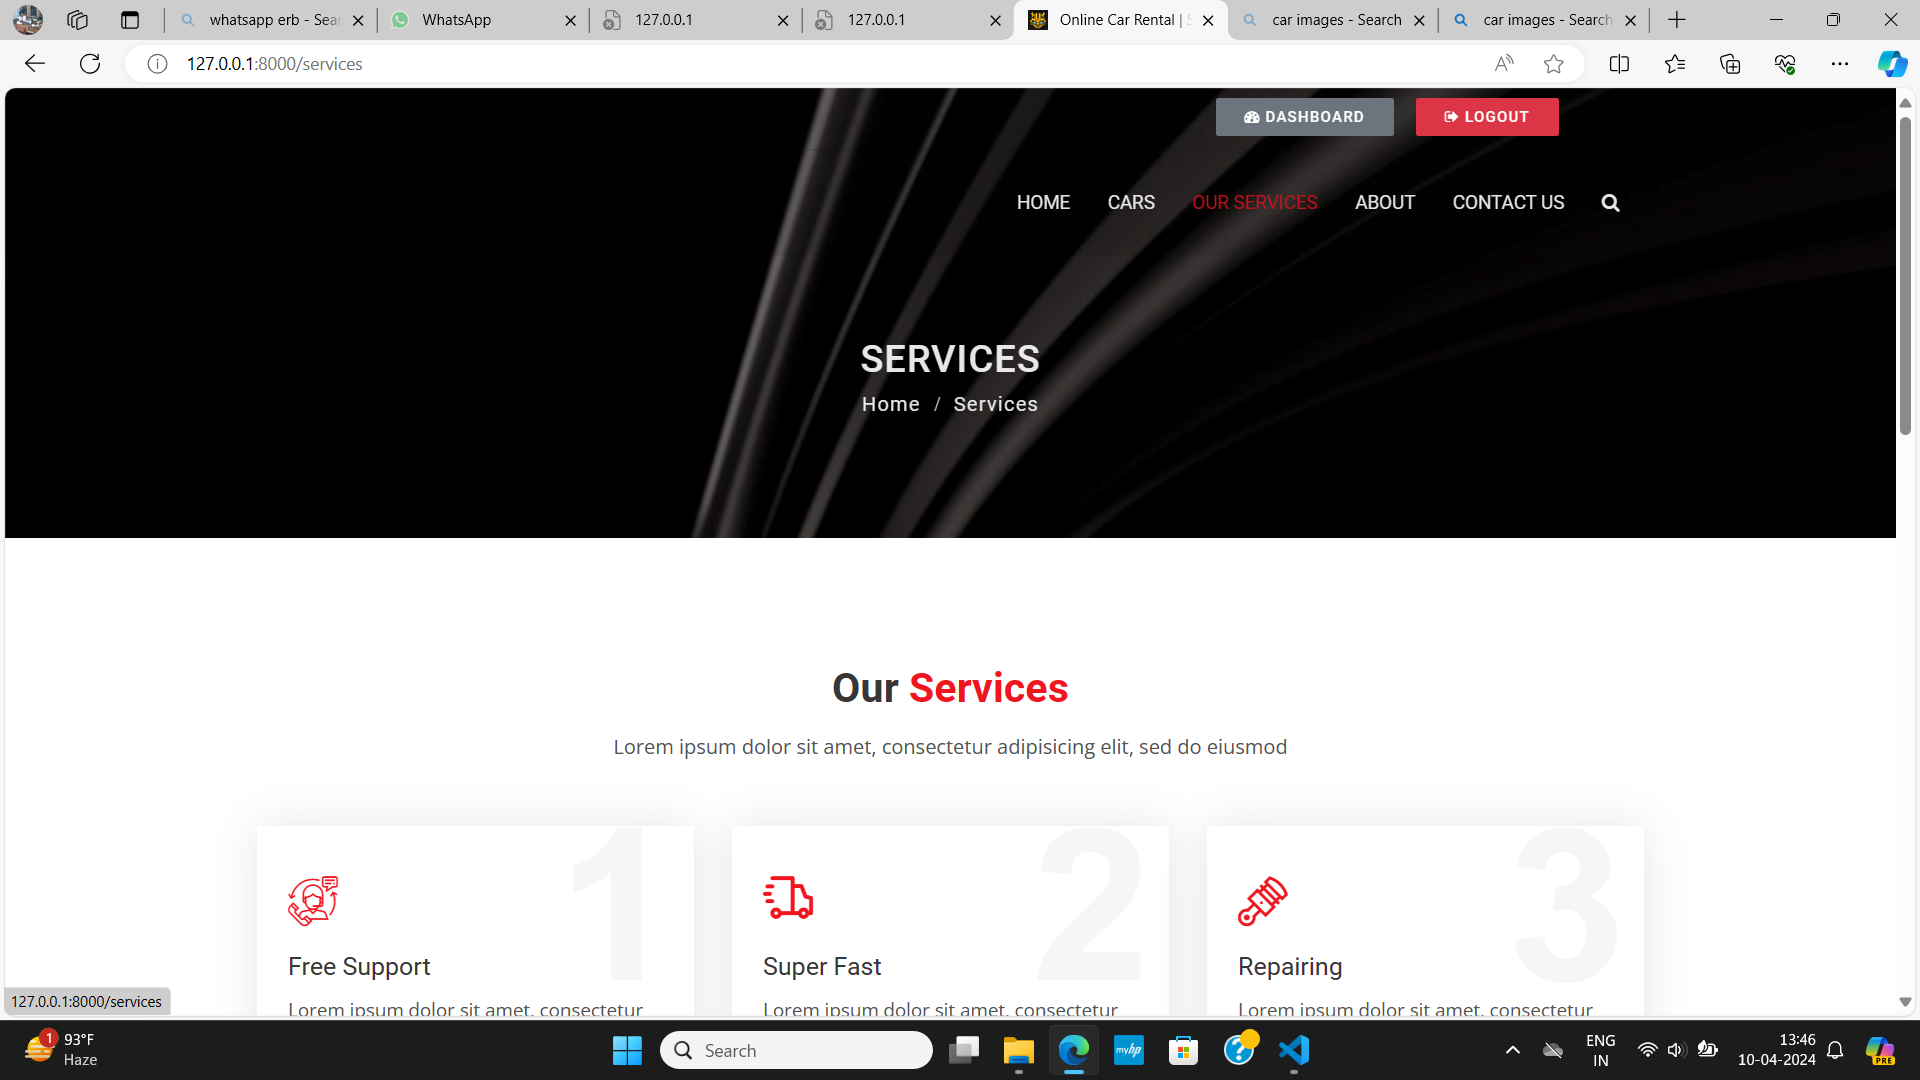 whatsapp erb - Sear
WhatsApp
127.0.0.1
127.0.0.1
Online Car Rental | S
car images - Search
car images - Search
127.0.0.1:8000/services
DASHBOARD
LOGOUT
HOME
CARS
OUR SERVICES
ABOUT
CONTACT US
SERVICES
Home / Services
Our Services
Lorem ipsum dolor sit amet, consectetur adipisicing elit, sed do eiusmod
1
2
3
Free Support
Super Fast
Repairing
Lorem ipsum dolor sit amet, consectetur
Lorem ipsum dolor sit amet, consectetur
Lorem ipsum dolor sit amet, consectetur
127.0.0.1:8000/services
1
93°F
Haze
Search
myhp
ENG
IN
13:46
10-04-2024
PRE